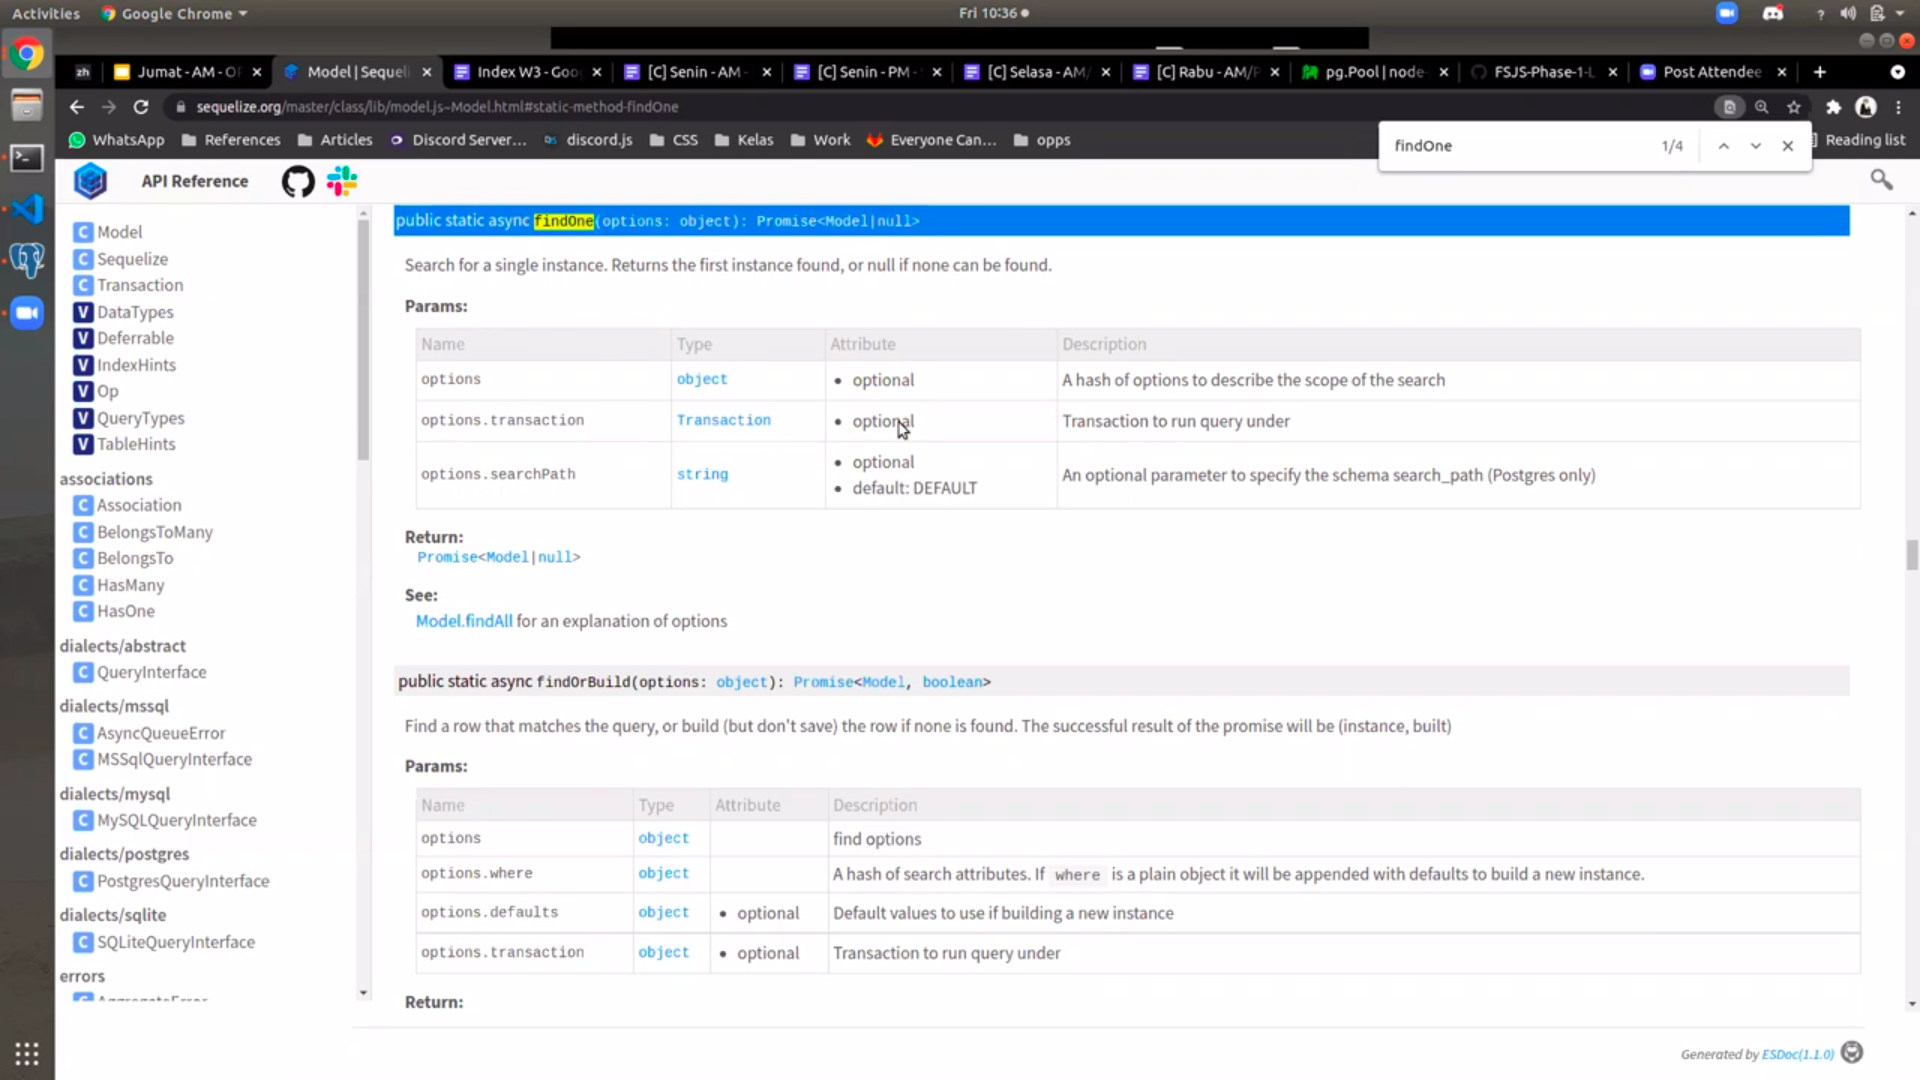 Activities Google Chrome Fri 10:36
zh Jumat - AM - OF Model | Sequeli Index W3 - Goo [C] Senin - AM - [C] Senin - PM - [C] Selasa - AM/ [C] Rabu - AM/P pg.Pool | node- FSJS-Phase-1-L Post Attendee
sequelize.org/master/class/lib/model.js~Model.html#static-method-findOne
WhatsApp References Articles Discord Server... discord.js CSS Kelas Work Everyone Can... opps Reading list
findOne 1/4
API Reference
C Model
C Sequelize
C Transaction
V DataTypes
V Deferrable
V IndexHints
V Op
V QueryTypes
V TableHints
associations
C Association
C BelongsToMany
C BelongsTo
C HasMany
C HasOne
dialects/abstract
C QueryInterface
dialects/mssql
C AsyncQueueError
C MSSqlQueryInterface
dialects/mysql
C MySQLQueryInterface
dialects/postgres
C PostgresQueryInterface
dialects/sqlite
C SQLiteQueryInterface
errors
C AggregateError
public static async findOne(options: object): Promise<Model|null>
Search for a single instance. Returns the first instance found, or null if none can be found.
Params:
Name Type Attribute Description
options object • optional A hash of options to describe the scope of the search
options.transaction Transaction • optional Transaction to run query under
options.searchPath string • optional • default: DEFAULT An optional parameter to specify the schema search_path (Postgres only)
Return:
Promise<Model|null>
See:
Model.findAll for an explanation of options
public static async findOrBuild(options: object): Promise<Model, boolean>
Find a row that matches the query, or build (but don't save) the row if none is found. The successful result of the promise will be (instance, built)
Params:
Name Type Attribute Description
options object find options
options.where object A hash of search attributes. If where is a plain object it will be appended with defaults to build a new instance.
options.defaults object • optional Default values to use if building a new instance
options.transaction object • optional Transaction to run query under
Return:
Generated by ESDoc(1.1.0)